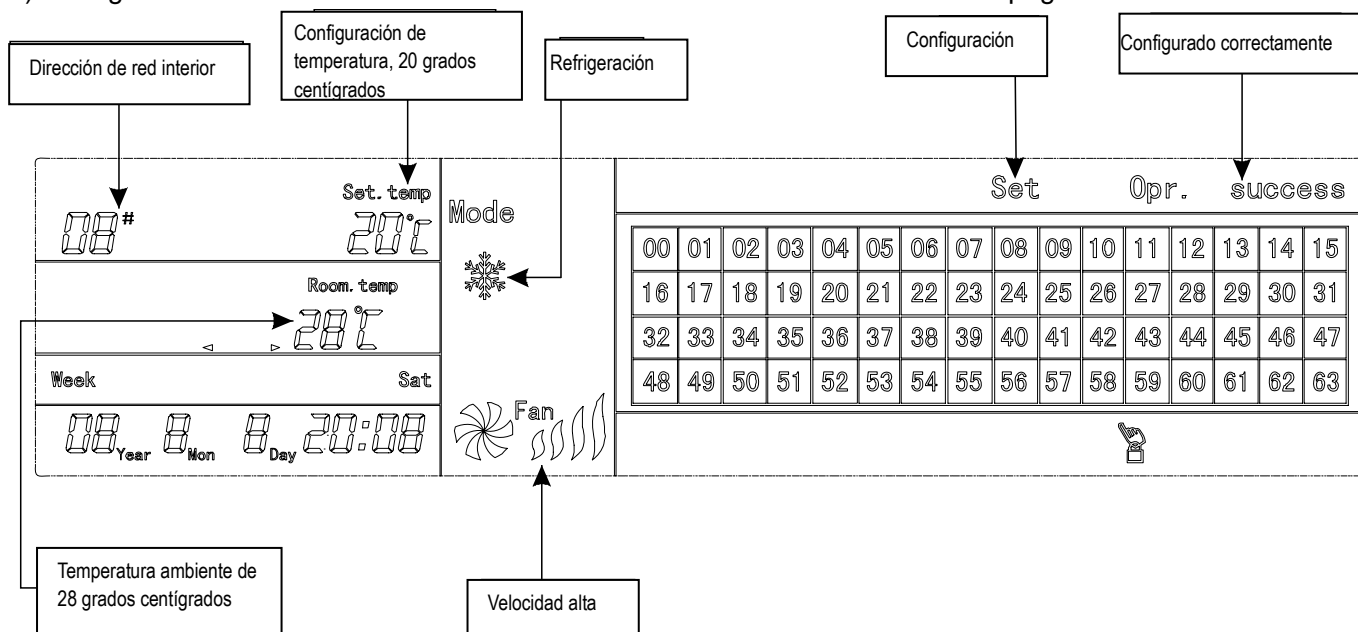 Dirección de red interior
Configuración de
temperatura, 20 grados
centígrados
Refrigeración
Configuración
Configurado correctamente
Set. temp
08#
20°C
Mode
Set
Opr. success
Room. temp
28°C
00 01 02 03 04 05 06 07 08 09 10 11 12 13 14 15
16 17 18 19 20 21 22 23 24 25 26 27 28 29 30 31
32 33 34 35 36 37 38 39 40 41 42 43 44 45 46 47
48 49 50 51 52 53 54 55 56 57 58 59 60 61 62 63
Week Sat
08 Year 8 Mon 8 Day 20:08
Fan
Temperatura ambiente de
28 grados centígrados
Velocidad alta